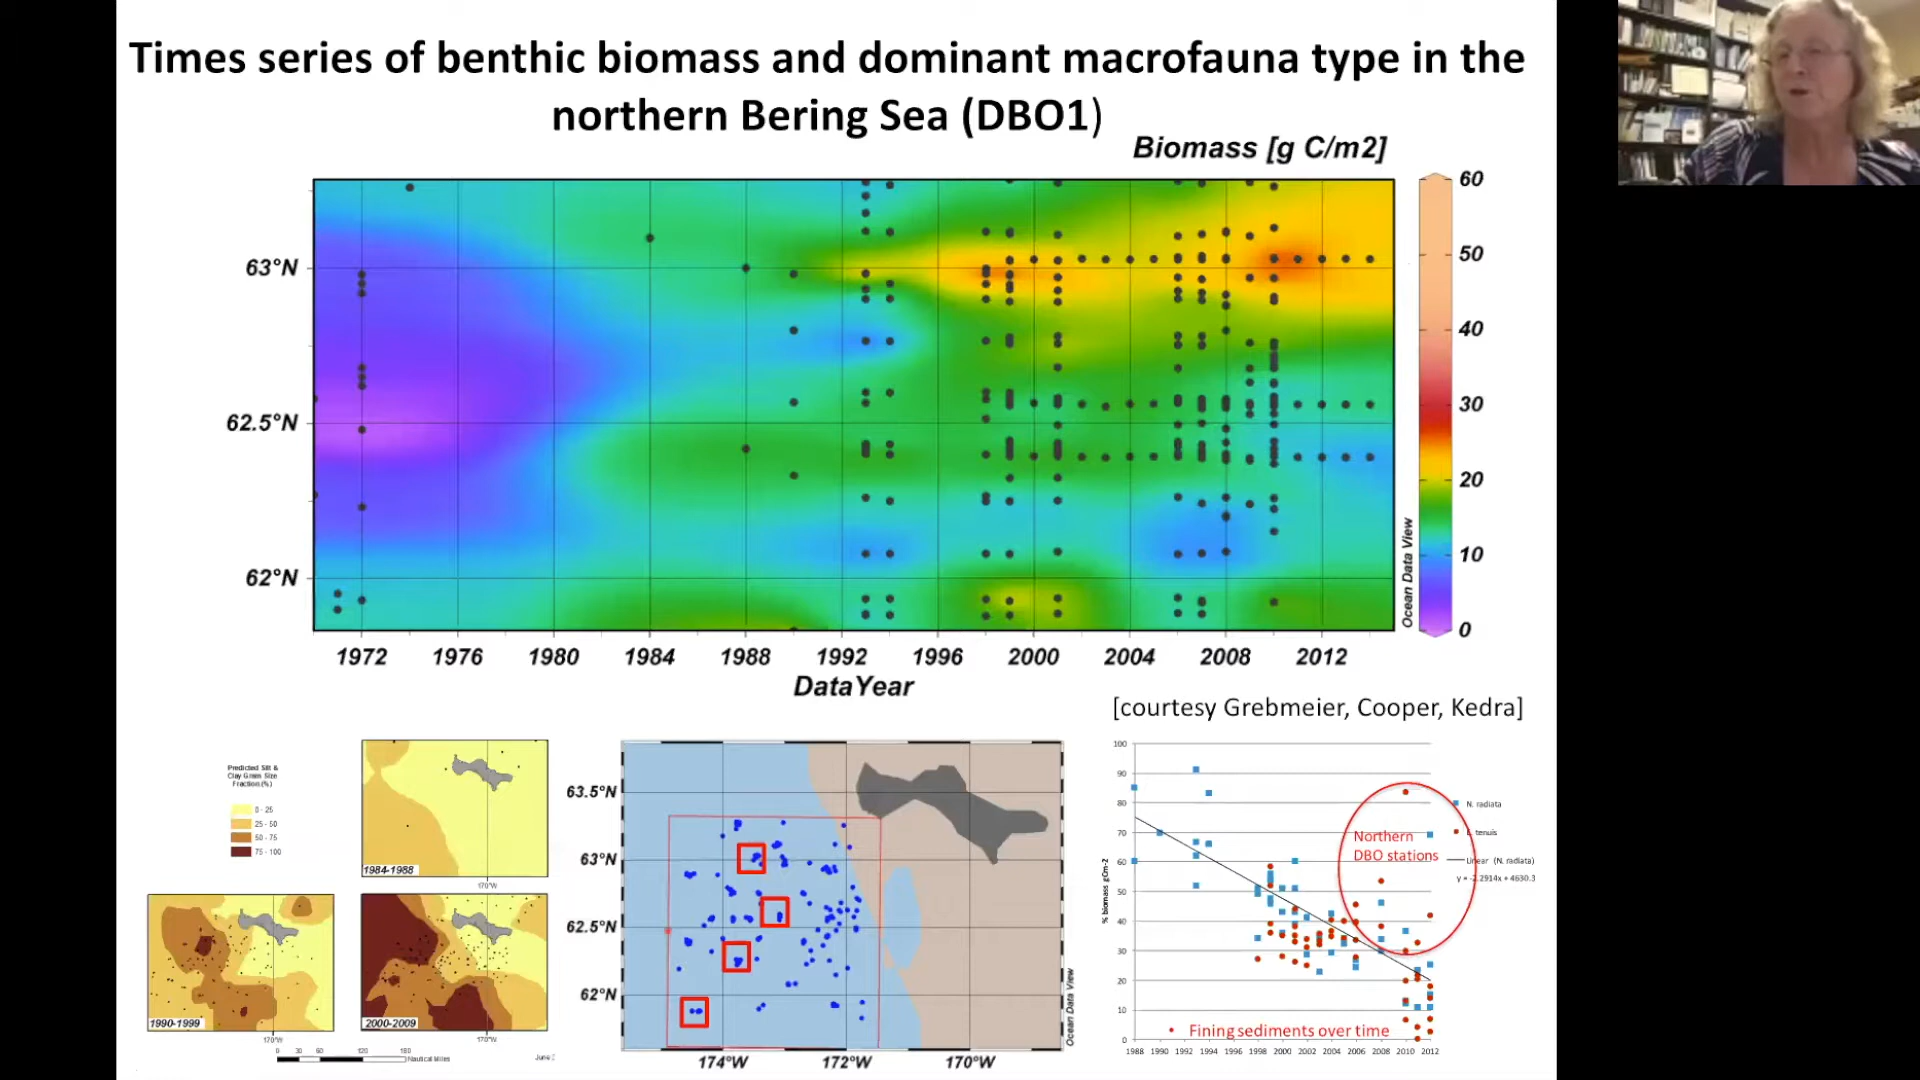 Times series of benthic biomass and dominant macrofauna type in the
northern Bering Sea (DBO1)
Biomass [g C/m2]
60
50
40
30
20
10
0
63°N
62.5°N
62°N
Ocean Data View
1972 1976 1980 1984 1988 1992 1996 2000 2004 2008 2012
DataYear
[courtesy Grebmeier, Cooper, Kedra]
Predicted Silt &
Clay Grain Size
Fraction (%)
0 - 25
25 - 50
50 - 75
75 - 100
1984-1988
170°W
1990-1999
170°W
2000-2009
170°W
0 30 60 120 180
Nautical Miles
June
63.5°N
63°N
62.5°N
62°N
174°W 172°W 170°W
Ocean Data View
% biomass gCm-2
100
90
80
70
60
50
40
30
20
10
0
1988 1990 1992 1994 1996 1998 2000 2002 2004 2006 2008 2010 2012
Northern
DBO stations
N. radiata
tenuis
Linear (N. radiata)
y = -2.2914x + 4630.3
• Fining sediments over time